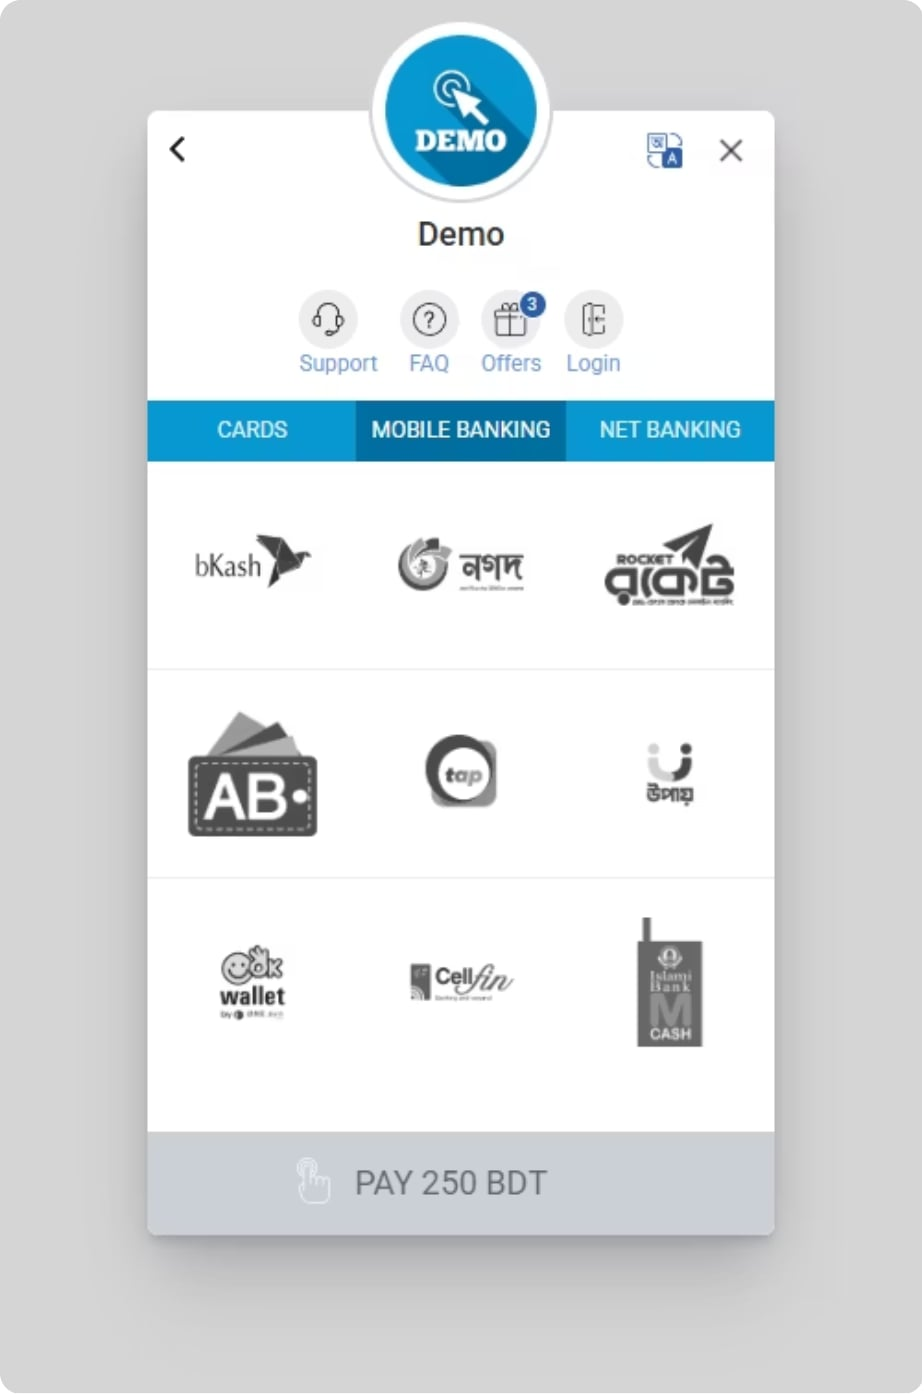 DEMO
অ A
Demo
3
Support FAQ Offers Login
CARDS MOBILE BANKING NET BANKING
bKash
নগদ
ROCKET
রকেট
AB
tap
উপায়
OK
wallet
by
Cellfin
Islami
Bank
M
CASH
PAY 250 BDT